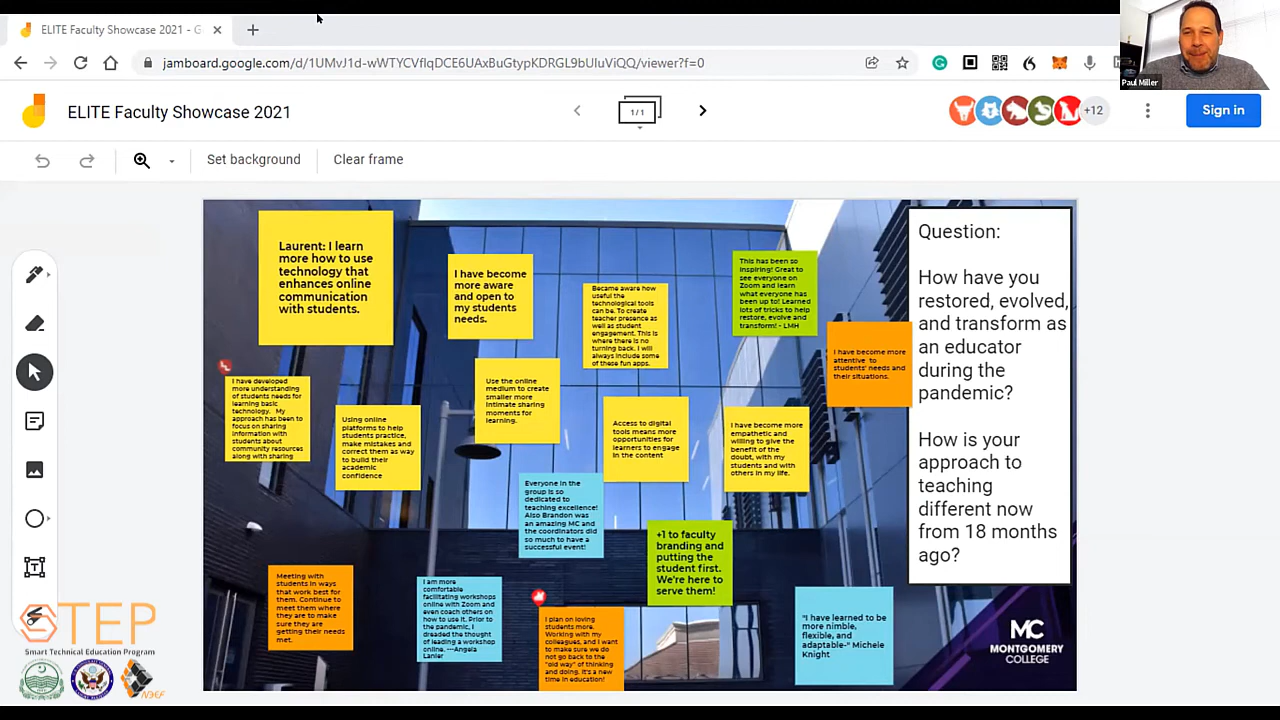 ELITE Faculty Showcase 2021 - G
jamboard.google.com/d/1UMvJ1d-wWTYCVflqDCE6UAxBuGtypKDRGL9bUluViQQ/viewer?f=0
Paul Miller
ELITE Faculty Showcase 2021
1/1
+12
Sign in
Set background
Clear frame
Laurent: I learn
more how to use
technology that
enhances online
communication
with students.
I have become
more aware
and open to
my students
needs.
Became aware how
useful the
technological tools
can be. To create
teacher presence as
well as student
engagement. This is
where there is no
turning back. I will
always include some
of these fun apps.
This has been so
inspiring! Great to
see everyone on
Zoom and learn
what everyone has
been up to! Learned
lots of tricks to help
restore, evolve and
transform! - LMH
I have become more
attentive to
students' needs and
their situations.
Question:
How have you
restored, evolved,
and transform as
an educator
during the
pandemic?
How is your
approach to
teaching
different now
from 18 months
ago?
I have developed
more understanding
of students needs for
learning basic
technology. My
approach has been to
focus on sharing
information with
students about
community resources
along with sharing
Using online
platforms to help
students practice,
make mistakes and
correct them as way
to build their
academic
confidence
Use the online
medium to create
smaller more
intimate sharing
moments for
learning.
Access to digital
tools means more
opportunities for
learners to engage
in the content
I have become more
empathetic and
willing to give the
benefit of the
doubt, with my
students and with
others in my life.
Everyone in the
group is so
dedicated to
teaching excellence!
Also Brandon was
an amazing MC and
the coordinators did
so much to have a
successful event!
+1 to faculty
branding and
putting the
student first.
We're here to
serve them!
Meeting with
students in ways
that work best for
them. Continue to
meet them where
they are to make
sure they are
getting their needs
met.
I am more
comfortable
facilitating workshops
online with Zoom and
even coach others on
how to use it. Prior to
the pandemic, I
dreaded the thought
of leading a workshop
online. ---Angela
Lanier
I plan on loving
students more.
Working with my
colleagues, and I want
to make sure we do
not go back to the
"old way" of thinking
and doing. It's a new
time in education!
"I have learned to be
more nimble,
flexible, and
adaptable-" Michele
Knight
MC
MONTGOMERY
COLLEGE
STEP
Smart Technical Education Program